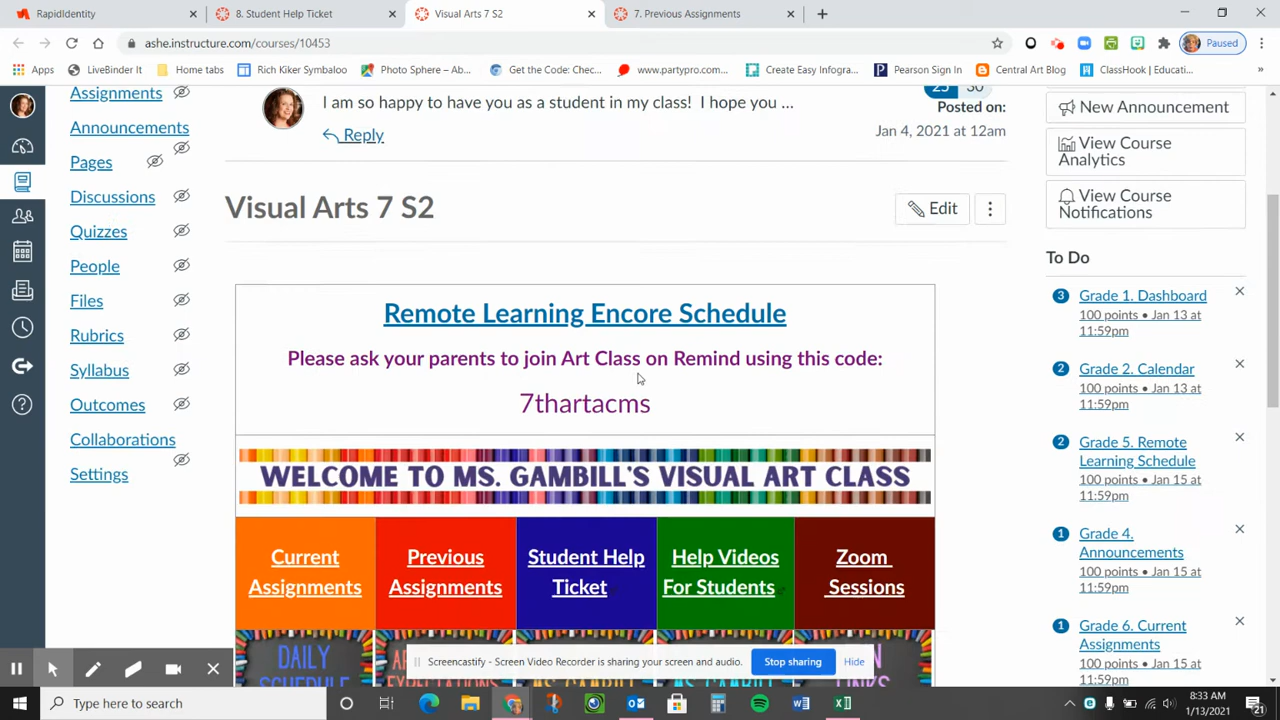 RapidIdentity
8. Student Help Ticket
Visual Arts 7 S2
7. Previous Assignments
ashe.instructure.com/courses/10453
Paused
Apps
LiveBinder It
Home tabs
Rich Kiker Symbaloo
Photo Sphere – Ab...
Get the Code: Chec...
www.partypro.com...
Create Easy Infogra...
Pearson Sign In
Central Art Blog
ClassHook | Educati...
Assignments
Announcements
Pages
Discussions
Quizzes
People
Files
Rubrics
Syllabus
Outcomes
Collaborations
Settings
I am so happy to have you as a student in my class! I hope you ...
Reply
25 30
Posted on:
Jan 4, 2021 at 12am
Visual Arts 7 S2
Edit
Remote Learning Encore Schedule
Please ask your parents to join Art Class on Remind using this code:
7thartacms
WELCOME TO MS. GAMBILL'S VISUAL ART CLASS
Current
Assignments
Previous
Assignments
Student Help
Ticket
Help Videos
For Students
Zoom
Sessions
DAILY
SCHEDULE
New Announcement
View Course
Analytics
View Course
Notifications
To Do
3
Grade 1. Dashboard
100 points • Jan 13 at
11:59pm
2
Grade 2. Calendar
100 points • Jan 13 at
11:59pm
2
Grade 5. Remote
Learning Schedule
100 points • Jan 15 at
11:59pm
1
Grade 4.
Announcements
100 points • Jan 15 at
11:59pm
1
Grade 6. Current
Assignments
100 points • Jan 15 at
Screencastify - Screen Video Recorder is sharing your screen and audio.
Stop sharing
Hide
Type here to search
8:33 AM
1/13/2021
21